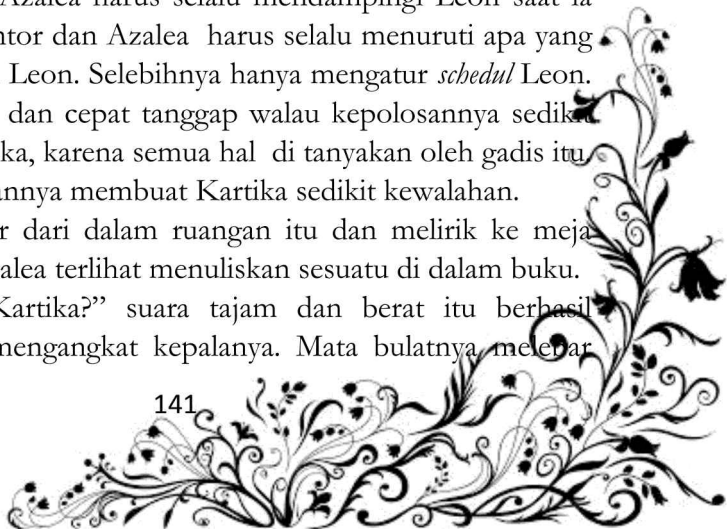 Azalea harus selalu mendampingi Leon saat ia
ntor dan Azalea harus selalu menuruti apa yang
Leon. Selebihnya hanya mengatur schedul Leon.
dan cepat tanggap walau kepolosannya sedikit
ka, karena semua hal di tanyakan oleh gadis itu,
annya membuat Kartika sedikit kewalahan.
r dari dalam ruangan itu dan melirik ke meja
alea terlihat menuliskan sesuatu di dalam buku.
Kartika?” suara tajam dan berat itu berhasil
mengangkat kepalanya. Mata bulatnya melebar
141